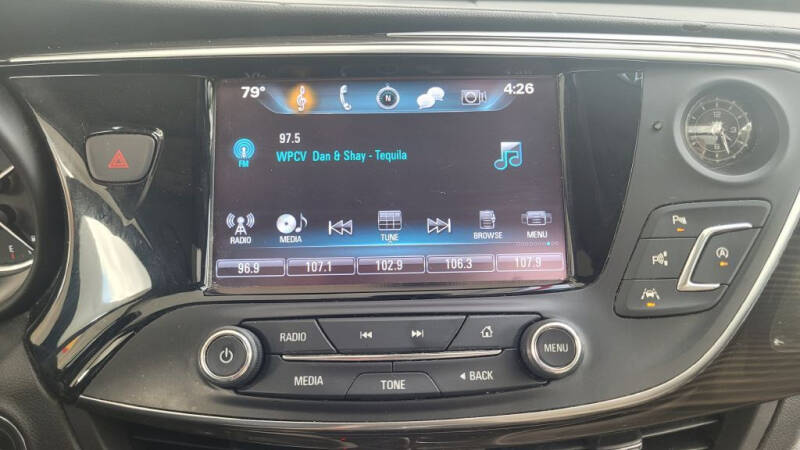 79°
N
4:26
97.5
FM
WPCV Dan & Shay - Tequila
RADIO
MEDIA
TUNE
BROWSE
MENU
96.9
107.1
102.9
106.3
107.9
RADIO
MEDIA
TONE
BACK
MENU
12
P
P
A
E